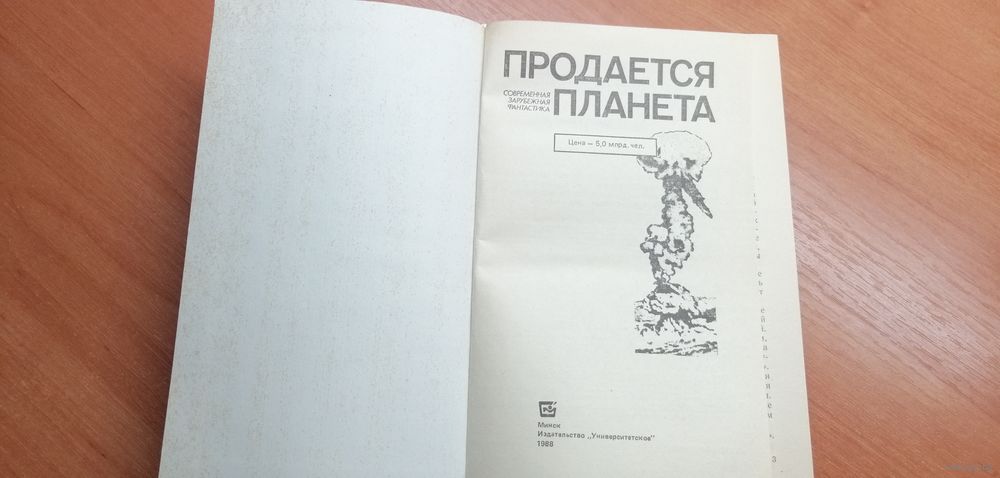 ПРОДАЕТСЯ
СОВРЕМЕННАЯ
ЗАРУБЕЖНАЯ
ФАНТАСТИКА
ПЛАНЕТА
Цена — 5,0 млрд. чел.
Минск
Издательство „Университетское"
1988
3